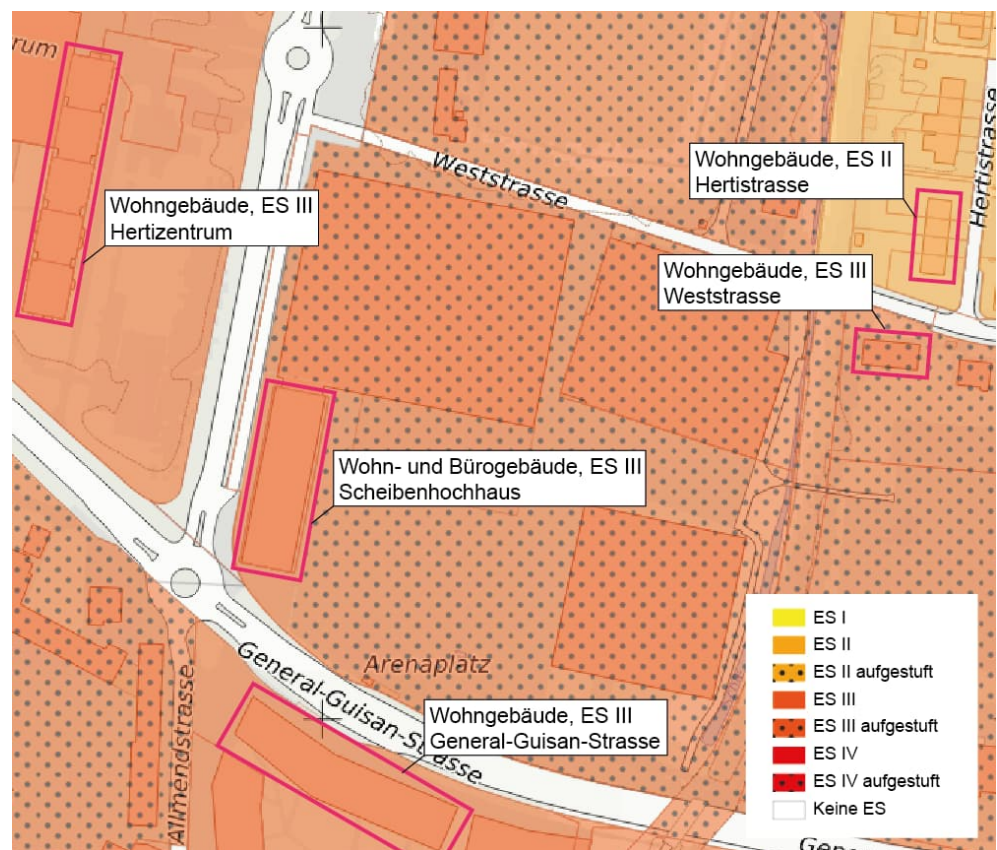 rum
Weststrasse
Wohngebäude, ES II
Hertistrasse
Hertistrasse
Wohngebäude, ES III
Hertizentrum
Wohngebäude, ES III
Weststrasse
Wohn- und Bürogebäude, ES III
Scheibenhochhaus
Arenaplatz
General-Guisan-Strasse
Allmendstrasse
Wohngebäude, ES III
General-Guisan-Strasse
ES I
ES II
ES II aufgestuft
ES III
ES III aufgestuft
ES IV
ES IV aufgestuft
Keine ES